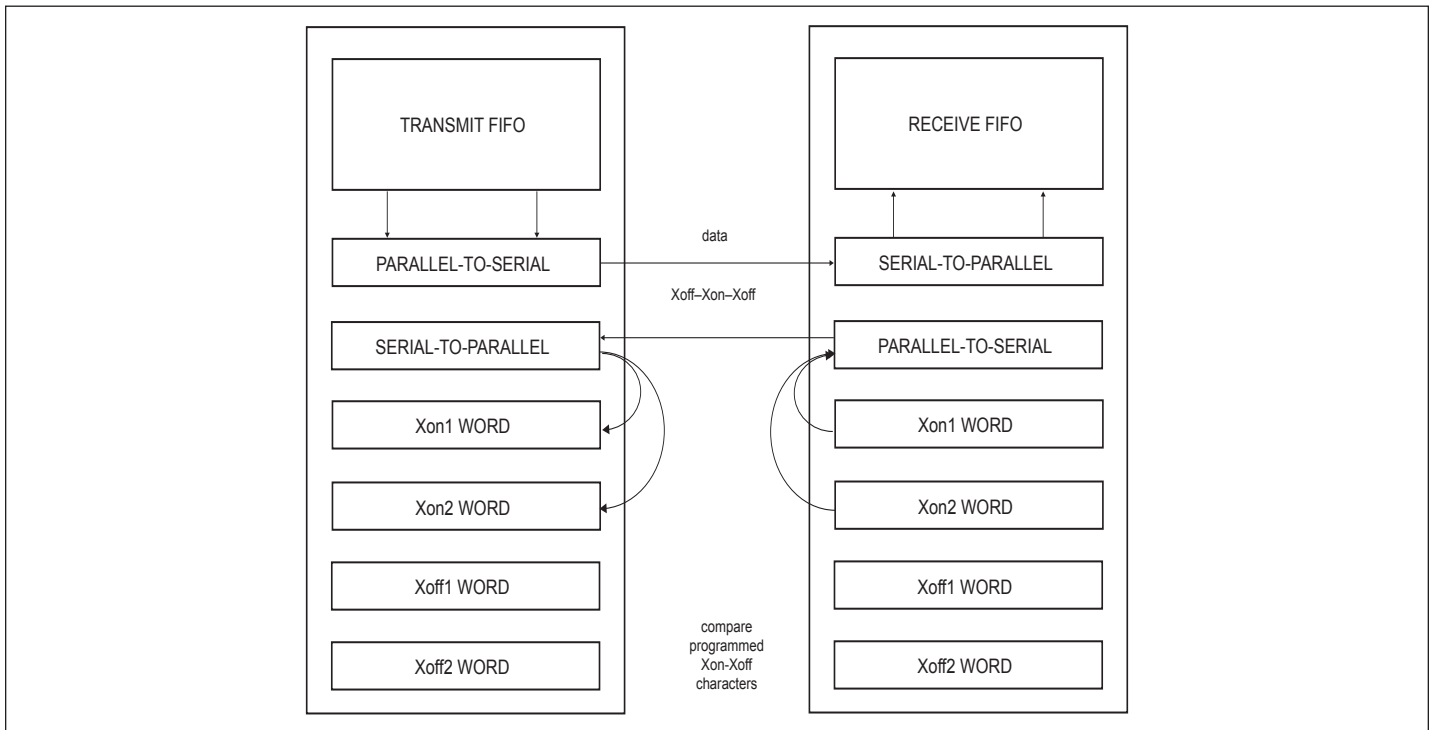 TRANSMIT FIFO
PARALLEL-TO-SERIAL
SERIAL-TO-PARALLEL
Xon1 WORD
Xon2 WORD
Xoff1 WORD
Xoff2 WORD
data
Xoff–Xon–Xoff
compare
programmed
Xon-Xoff
characters
RECEIVE FIFO
SERIAL-TO-PARALLEL
PARALLEL-TO-SERIAL
Xon1 WORD
Xon2 WORD
Xoff1 WORD
Xoff2 WORD